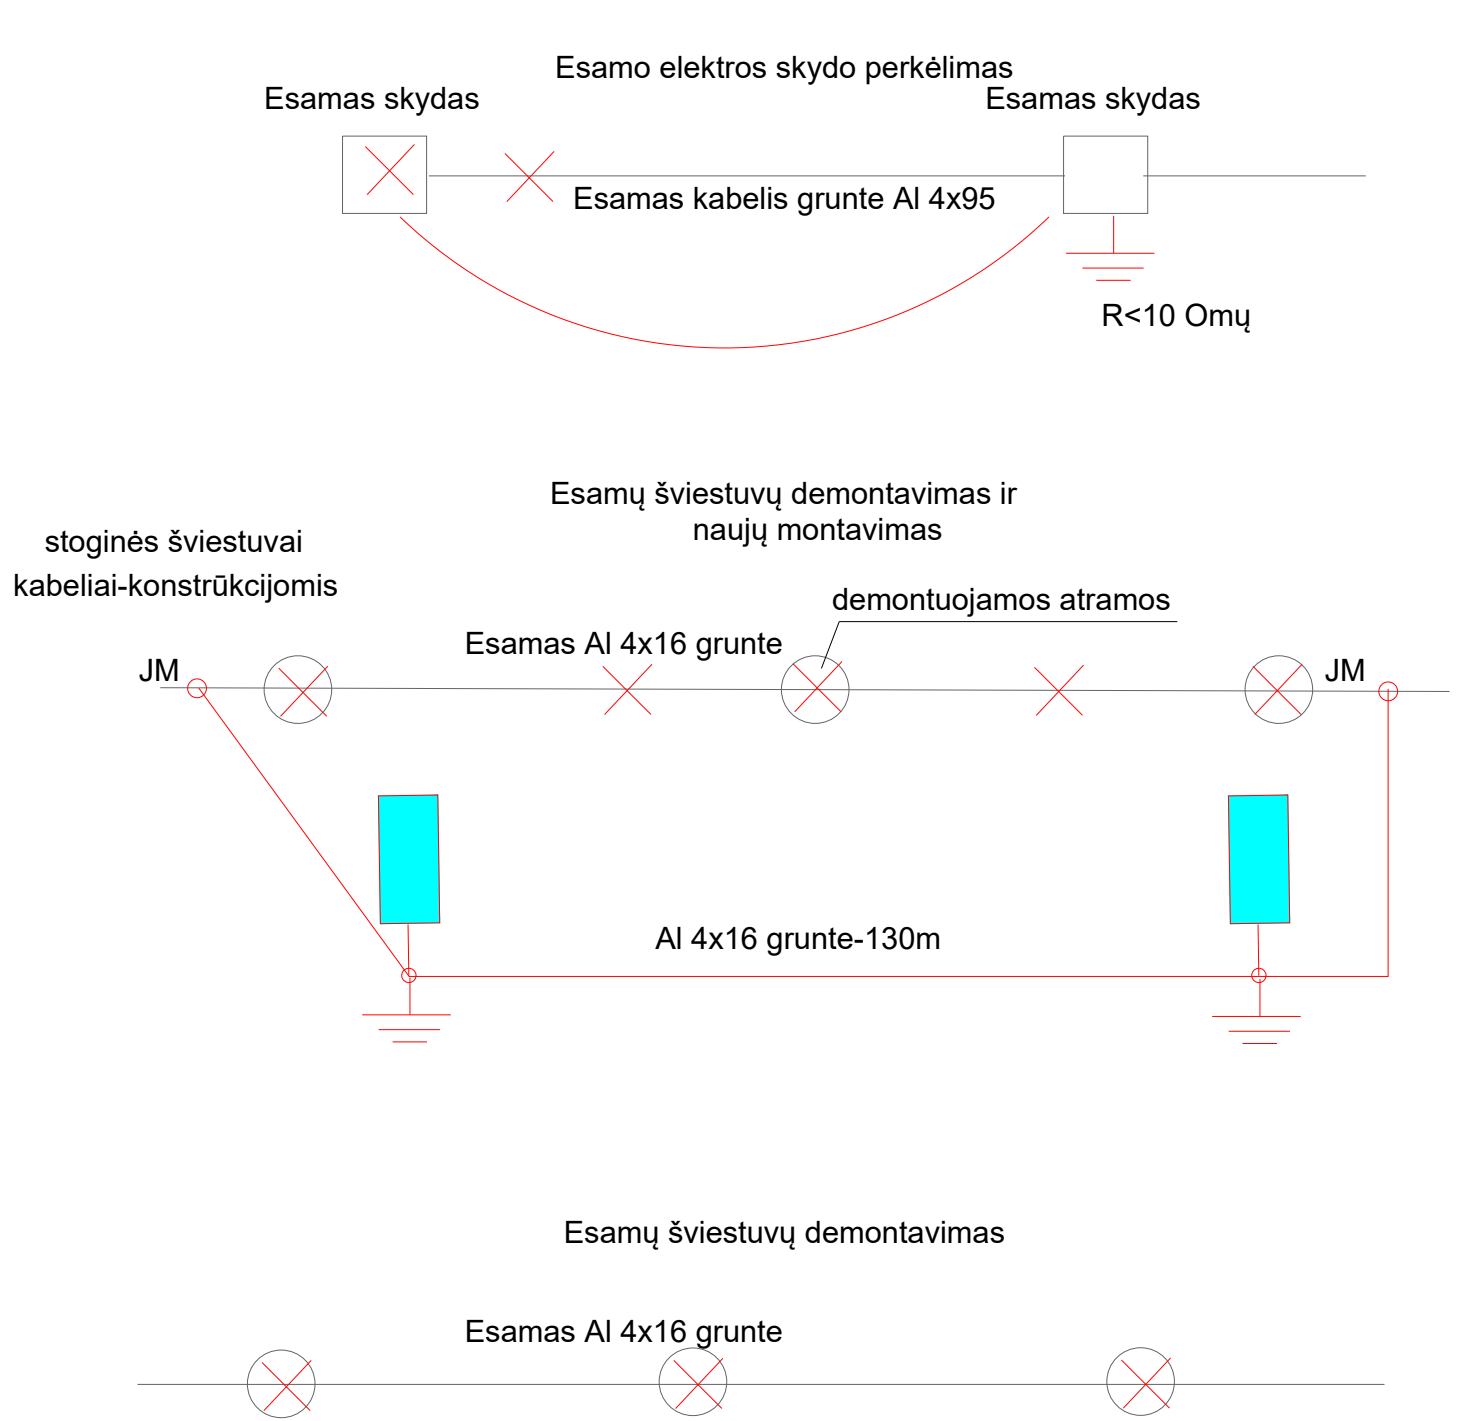 Esamo elektros skydo perkėlimas
Esamas skydas
Esamas skydas
Esamas kabelis grunte Al 4x95
R<10 Omų
Esamų šviestuvų demontavimas ir
naujų montavimas
stoginės šviestuvai
kabeliai-konstrūkcijomis
demontuojamos atramos
Esamas Al 4x16 grunte
JM
JM
Al 4x16 grunte-130m
Esamų šviestuvų demontavimas
Esamas Al 4x16 grunte